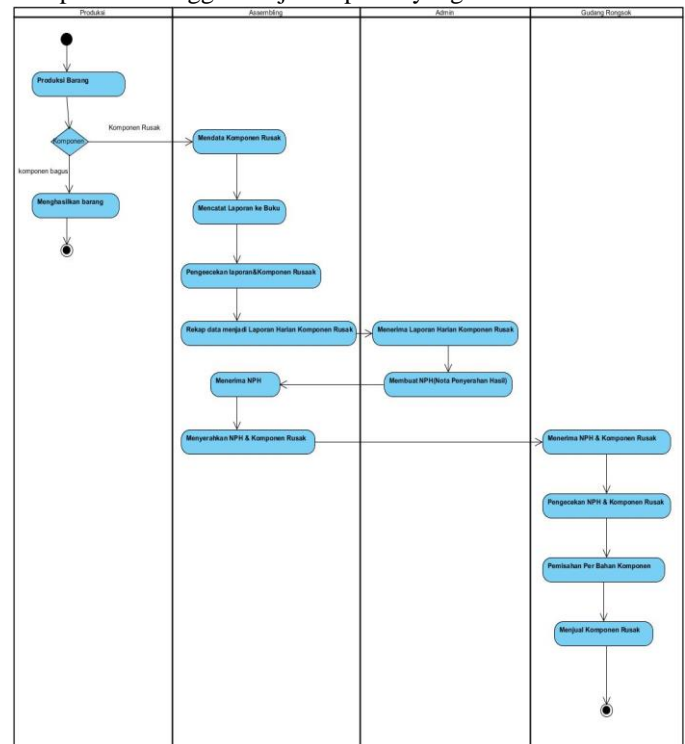 Produksi
Assembling
Admin
Gudang Rongsok
Produksi Barang
Komponen
Komponen Rusak
komponen bagus
Menghasilkan barang
Mendata Komponen Rusak
Mencatat Laporan ke Buku
Pengeecekan laporan&Komponen Rusaak
Rekap data menjadi Laporan Harian Komponen Rusak
Menerima Laporan Harian Komponen Rusak
Membuat NPH(Nota Penyerahan Hasil)
Menerima NPH
Menyerahkan NPH & Komponen Rusak
Menerima NPH & Komponen Rusak
Pengecekan NPH & Komponen Rusak
Pemisahan Per Bahan Komponen
Menjual Komponen Rusak